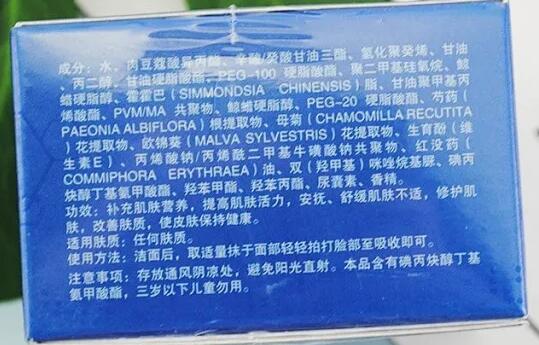 成分：水、肉豆蔻酸异丙酯、辛酸/癸酸甘油三酯、氢化聚癸烯、甘油
、丙二醇、甘油硬脂酸酯、PEG-100 硬脂酸酯、聚二甲基硅氧烷、鲸
蜡硬脂醇、霍霍巴（SIMMONDSIA CHINENSIS）脂、甘油聚甲基丙
烯酸酯、PVM/MA 共聚物、鲸蜡硬脂醇、PEG-20 硬脂酸酯、芍药（
PAEONIA ALBIFLORA）根提取物、母菊（CHAMOMILLA RECUTITA
）花提取物、欧锦葵（MALVA SYLVESTRIS）花提取物、生育酚（维
生素E）、丙烯酸钠/丙烯酰二甲基牛磺酸钠共聚物、红没药（
COMMIPHORA ERYTHRAEA）油、双（羟甲基）咪唑烷基脲、碘丙
炔醇丁基氨甲酸酯、羟苯甲酯、羟苯丙酯、尿囊素、香精。
功效：补充肌肤营养，提高肌肤活力，安抚、舒缓肌肤不适，修护肌
肤，改善肤质，使皮肤保持健康。
适用肤质：任何肤质。
使用方法：洁面后，取适量抹于面部轻轻拍打脸部至吸收即可。
注意事项：存放通风阴凉处，避免阳光直射。本品含有碘丙炔醇丁基
氨甲酸酯，三岁以下儿童勿用。